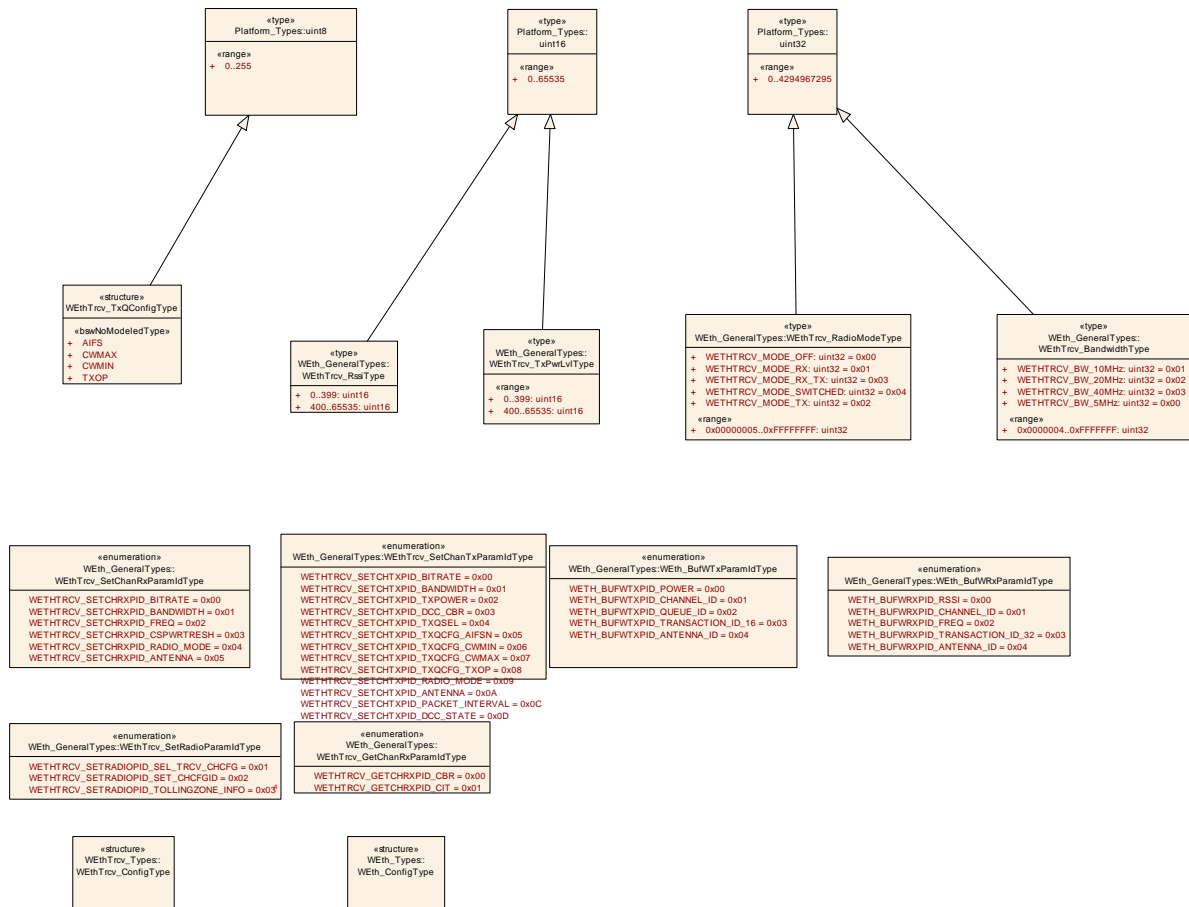 «type»
Platform_Types::uint8
«range»
+ 0..255
«type»
Platform_Types::
uint16
«range»
+ 0..65535
«type»
Platform_Types::
uint32
«range»
+ 0..4294967295
«structure»
WEthTrcv_TxQConfigType
«bswNoModeledType»
+ AIFS
+ CWMAX
+ CWMIN
+ TXOP
«type»
WEth_GeneralTypes::
WEthTrcv_RssiType
+ 0..399: uint16
+ 400..65535: uint16
«type»
WEth_GeneralTypes::
WEthTrcv_TxPwrLvlType
«range»
+ 0..399: uint16
+ 400..65535: uint16
«type»
WEth_GeneralTypes::WEthTrcv_RadioModeType
+ WETHTRCV_MODE_OFF: uint32 = 0x00
+ WETHTRCV_MODE_RX: uint32 = 0x01
+ WETHTRCV_MODE_RX_TX: uint32 = 0x03
+ WETHTRCV_MODE_SWITCHED: uint32 = 0x04
+ WETHTRCV_MODE_TX: uint32 = 0x02
«range»
+ 0x00000005..0xFFFFFFFF: uint32
«type»
WEth_GeneralTypes::
WEthTrcv_BandwidthType
+ WETHTRCV_BW_10MHz: uint32 = 0x01
+ WETHTRCV_BW_20MHz: uint32 = 0x02
+ WETHTRCV_BW_40MHz: uint32 = 0x03
+ WETHTRCV_BW_5MHz: uint32 = 0x00
«range»
+ 0x0000004..0xFFFFFFF: uint32
«enumeration»
WEth_GeneralTypes::
WEthTrcv_SetChanRxParamIdType
WETHTRCV_SETCHRXPID_BITRATE = 0x00
WETHTRCV_SETCHRXPID_BANDWIDTH = 0x01
WETHTRCV_SETCHRXPID_FREQ = 0x02
WETHTRCV_SETCHRXPID_CSPWRTRESH = 0x03
WETHTRCV_SETCHRXPID_RADIO_MODE = 0x04
WETHTRCV_SETCHRXPID_ANTENNA = 0x05
«enumeration»
WEth_GeneralTypes::WEthTrcv_SetChanTxParamIdType
WETHTRCV_SETCHTXPID_BITRATE = 0x00
WETHTRCV_SETCHTXPID_BANDWIDTH = 0x01
WETHTRCV_SETCHTXPID_TXPOWER = 0x02
WETHTRCV_SETCHTXPID_DCC_CBR = 0x03
WETHTRCV_SETCHTXPID_TXQSEL = 0x04
WETHTRCV_SETCHTXPID_TXQCFG_AIFSN = 0x05
WETHTRCV_SETCHTXPID_TXQCFG_CWMIN = 0x06
WETHTRCV_SETCHTXPID_TXQCFG_CWMAX = 0x07
WETHTRCV_SETCHTXPID_TXQCFG_TXOP = 0x08
WETHTRCV_SETCHTXPID_RADIO_MODE = 0x09
WETHTRCV_SETCHTXPID_ANTENNA = 0x0A
WETHTRCV_SETCHTXPID_PACKET_INTERVAL = 0x0C
WETHTRCV_SETCHTXPID_DCC_STATE = 0x0D
«enumeration»
WEth_GeneralTypes::WEth_BufWTxParamIdType
WETH_BUFWTXPID_POWER = 0x00
WETH_BUFWTXPID_CHANNEL_ID = 0x01
WETH_BUFWTXPID_QUEUE_ID = 0x02
WETH_BUFWTXPID_TRANSACTION_ID_16 = 0x03
WETH_BUFWTXPID_ANTENNA_ID = 0x04
«enumeration»
WEth_GeneralTypes::WEth_BufWRxParamIdType
WETH_BUFWRXPID_RSSI = 0x00
WETH_BUFWRXPID_CHANNEL_ID = 0x01
WETH_BUFWRXPID_FREQ = 0x02
WETH_BUFWRXPID_TRANSACTION_ID_32 = 0x03
WETH_BUFWRXPID_ANTENNA_ID = 0x04
«enumeration»
WEth_GeneralTypes::WEthTrcv_SetRadioParamIdType
WETHTRCV_SETRADIOPID_SEL_TRCV_CHCFG = 0x01
WETHTRCV_SETRADIOPID_SET_CHCFGID = 0x02
WETHTRCV_SETRADIOPID_TOLLINGZONE_INFO = 0x03
«enumeration»
WEth_GeneralTypes::
WEthTrcv_GetChanRxParamIdType
WETHTRCV_GETCHRXPID_CBR = 0x00
WETHTRCV_GETCHRXPID_CIT = 0x01
«structure»
WEthTrcv_Types::
WEthTrcv_ConfigType
«structure»
WEth_Types::
WEth_ConfigType